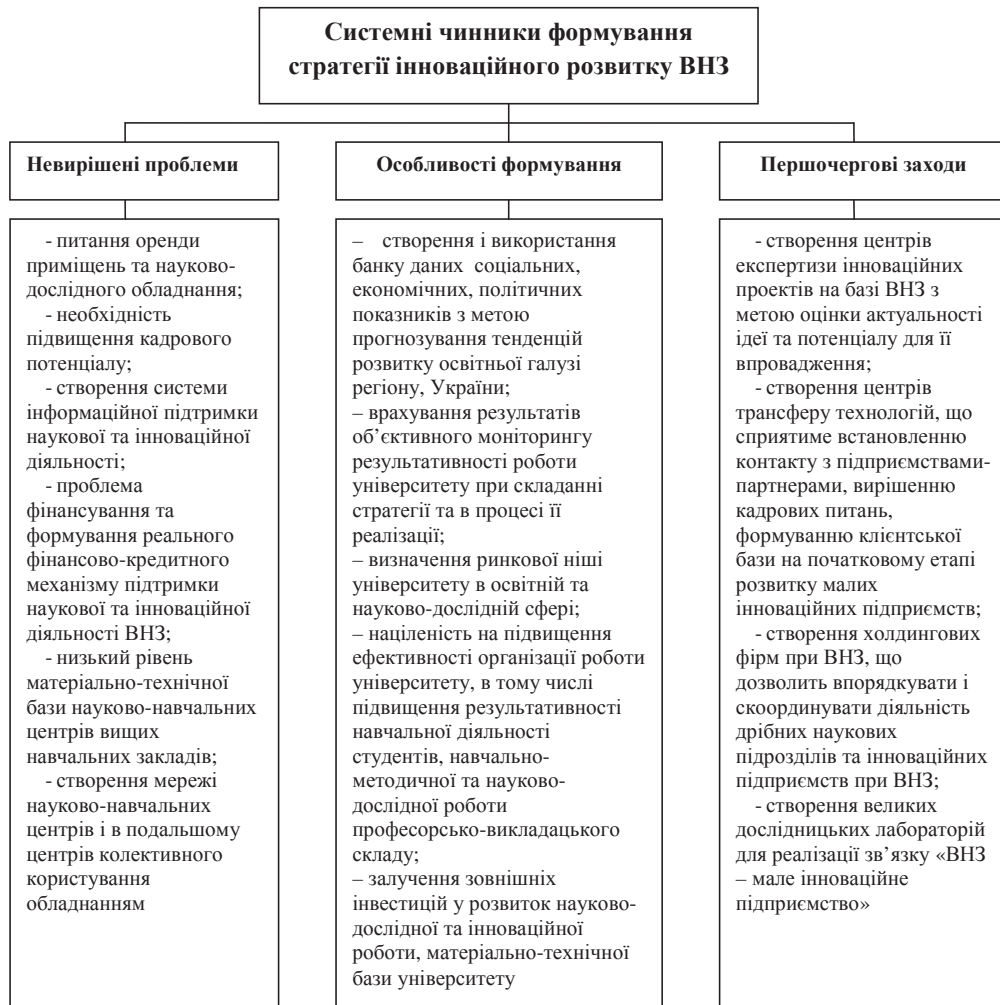 Системні чинники формування
стратегії інноваційного розвитку ВНЗ
Невирішені проблеми
- питання оренди
приміщень та науково-
дослідного обладнання;
- необхідність
підвищення кадрового
потенціалу;
- створення системи
інформаційної підтримки
наукової та інноваційної
діяльності;
- проблема
фінансування та
формування реального
фінансово-кредитного
механізму підтримки
наукової та інноваційної
діяльності ВНЗ;
- низький рівень
матеріально-технічної
бази науково-навчальних
центрів вищих
навчальних закладів;
- створення мережі
науково-навчальних
центрів і в подальшому
центрів колективного
користування
обладнанням
Особливості формування
– створення і використання
банку даних соціальних,
економічних, політичних
показників з метою
прогнозування тенденцій
розвитку освітньої галузі
регіону, України;
– врахування результатів
об’єктивного моніторингу
результативності роботи
університету при складанні
стратегії та в процесі її
реалізації;
– визначення ринкової ніші
університету в освітній та
науково-дослідній сфері;
– націленість на підвищення
ефективності організації роботи
університету, в тому числі
підвищення результативності
навчальної діяльності
студентів, навчально-
методичної та науково-
дослідної роботи
професорсько-викладацького
складу;
– залучення зовнішніх
інвестицій у розвиток науково-
дослідної та інноваційної
роботи, матеріально-технічної
бази університету
Першочергові заходи
- створення центрів
експертизи інноваційних
проектів на базі ВНЗ з
метою оцінки актуальності
ідеї та потенціалу для її
впровадження;
- створення центрів
трансферу технологій, що
сприятиме встановленню
контакту з підприємствами-
партнерами, вирішенню
кадрових питань,
формуванню клієнтської
бази на початковому етапі
розвитку малих
інноваційних підприємств;
- створення холдингових
фірм при ВНЗ, що
дозволить впорядкувати і
скоординувати діяльність
дрібних наукових
підрозділів та інноваційних
підприємств при ВНЗ;
- створення великих
дослідницьких лабораторій
для реалізації зв’язку «ВНЗ
– мале інноваційне
підприємство»